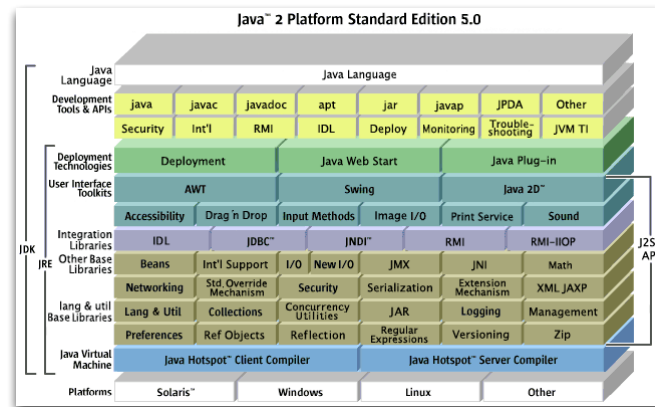 Java™ 2 Platform Standard Edition 5.0
Java Language
Java Language
Development Tools & APIs
java javac javadoc apt jar javap JPDA Other
Security Int'l RMI IDL Deploy Monitoring Trouble-shooting JVM TI
Deployment Technologies
Deployment Java Web Start Java Plug-in
User Interface Toolkits
AWT Swing Java 2D™
Accessibility Drag 'n Drop Input Methods Image I/O Print Service Sound
Integration Libraries
IDL JDBC™ JNDI™ RMI RMI-IIOP
Other Base Libraries
Beans Int'l Support I/O New I/O JMX JNI Math
Networking Std. Override Mechanism Security Serialization Extension Mechanism XML JAXP
lang & util Base Libraries
Lang & Util Collections Concurrency Utilities JAR Logging Management
Preferences Ref Objects Reflection Regular Expressions Versioning Zip
Java Virtual Machine
Java Hotspot™ Client Compiler Java Hotspot™ Server Compiler
Platforms
Solaris™ Windows Linux Other
JDK
JRE
J2S
AP